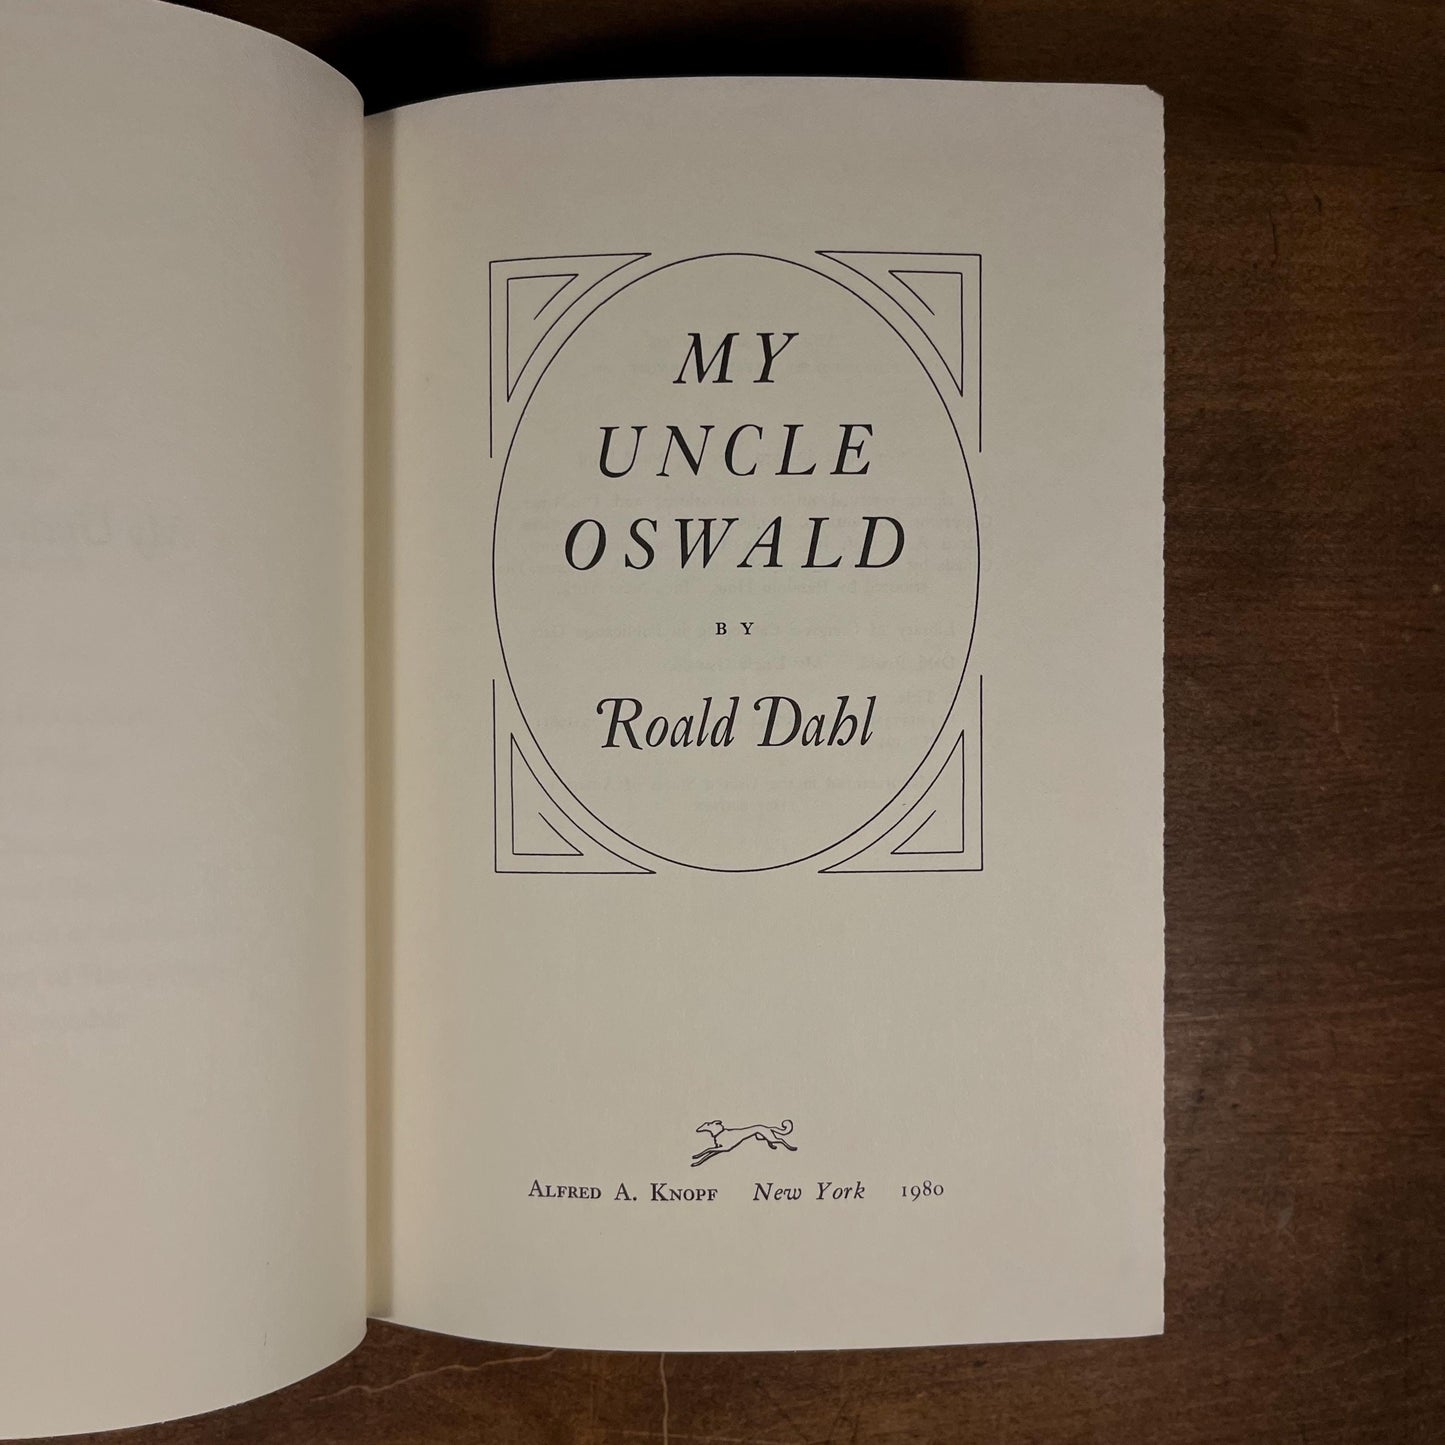 MY
UNCLE
OSWALD
BY
Roald Dahl
ALFRED A. KNOPF New York 1980